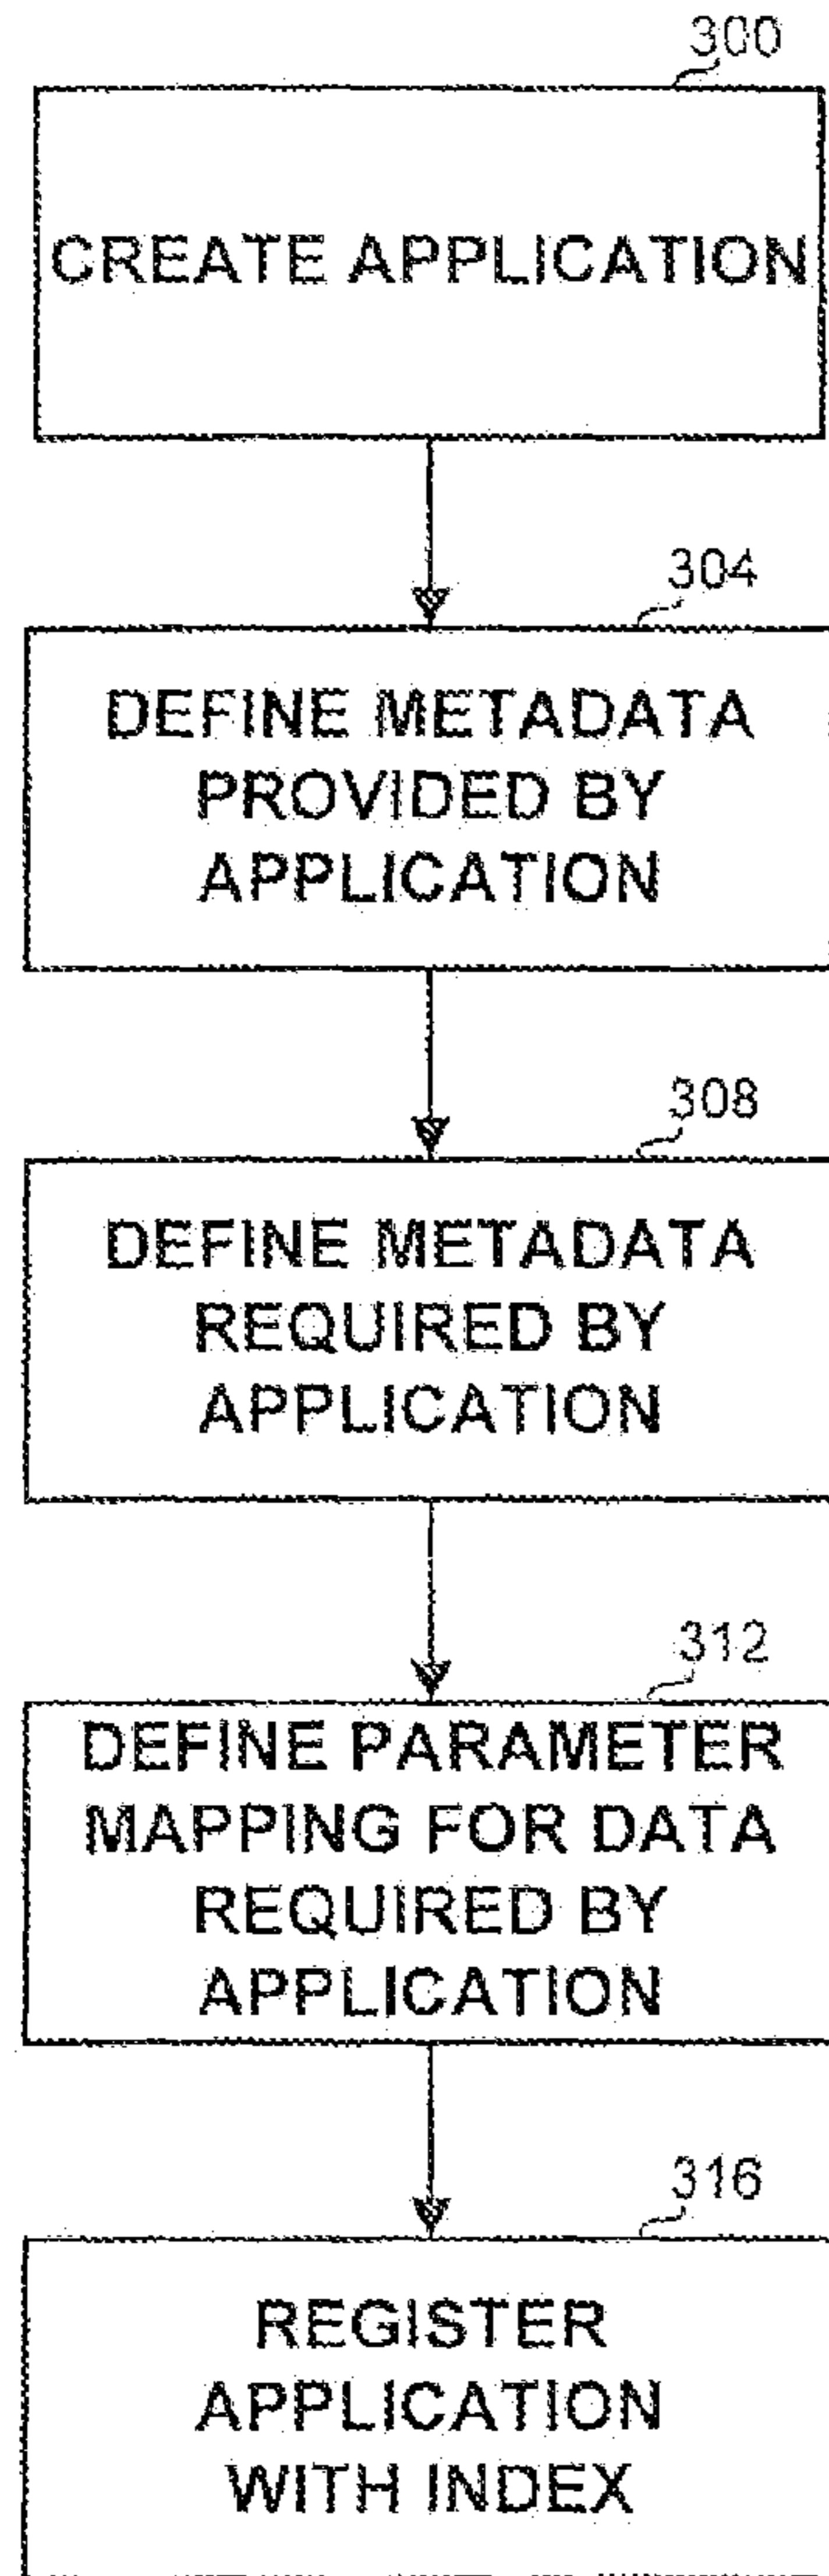 300
CREATE APPLICATION
304
DEFINE METADATA
PROVIDED BY
APPLICATION
308
DEFINE METADATA
REQUIRED BY
APPLICATION
312
DEFINE PARAMETER
MAPPING FOR DATA
REQUIRED BY
APPLICATION
316
REGISTER
APPLICATION
WITH INDEX